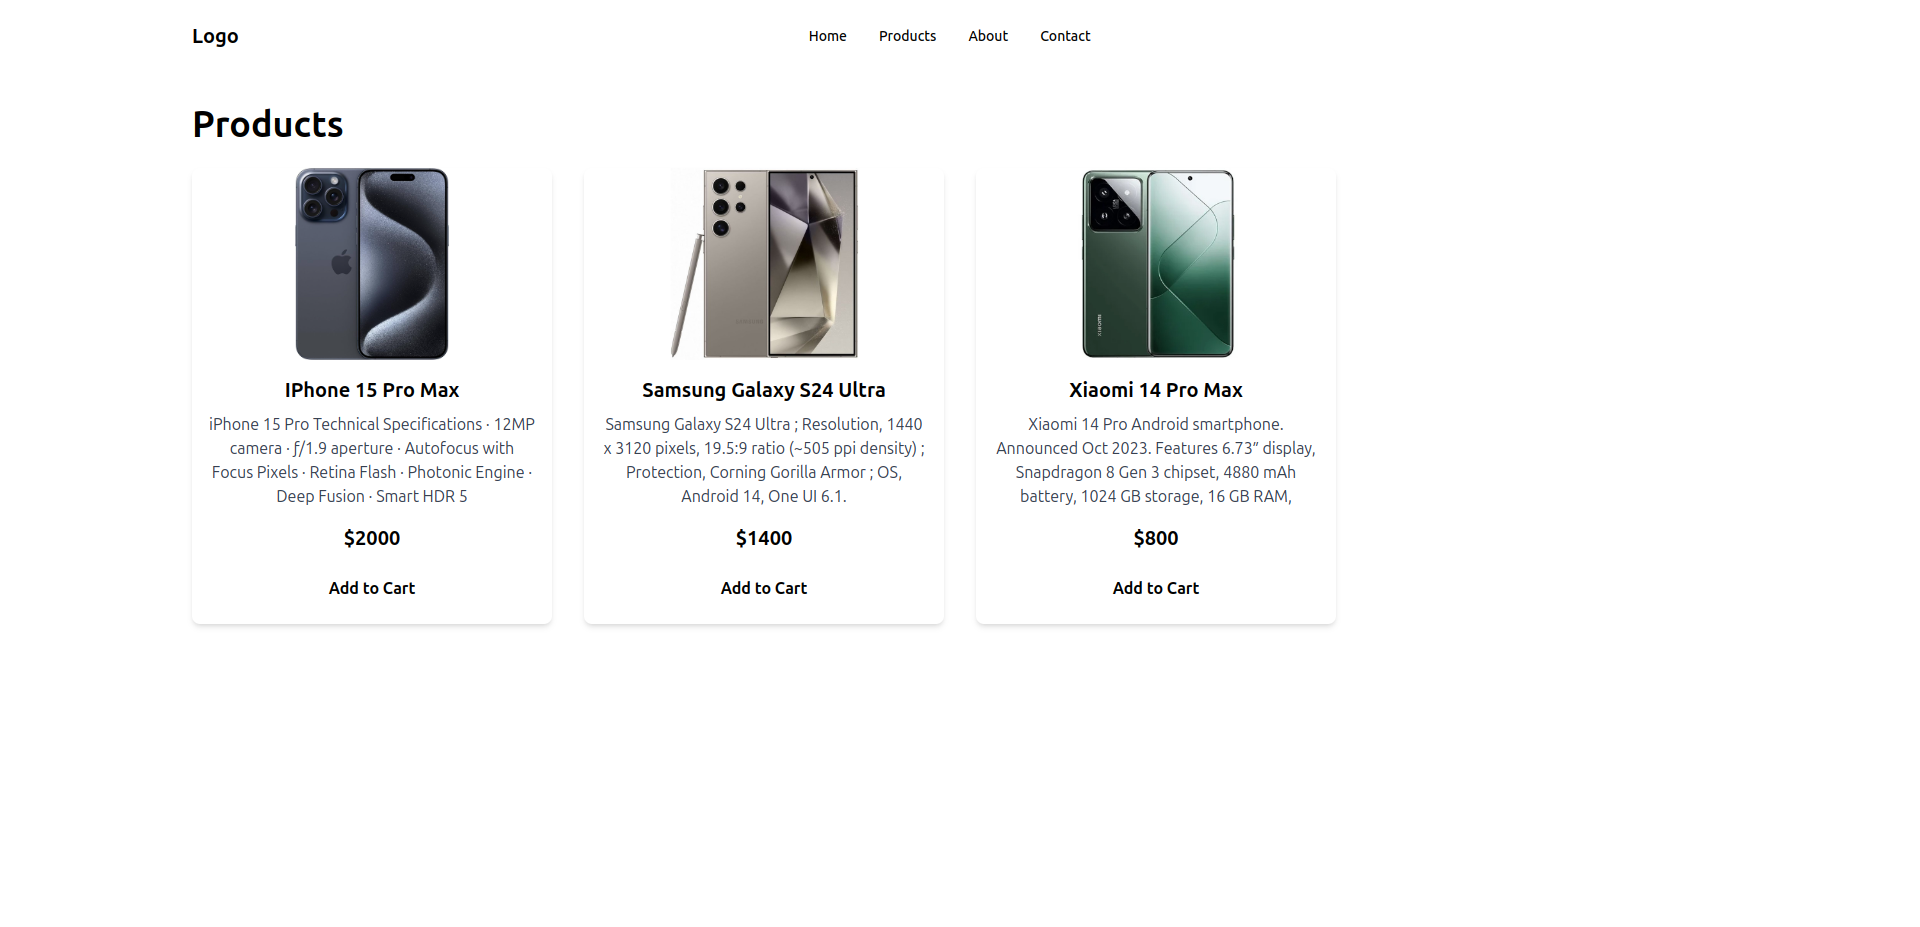 Logo
Home Products About Contact
Products
IPhone 15 Pro Max
iPhone 15 Pro Technical Specifications · 12MP
camera · ƒ/1.9 aperture · Autofocus with
Focus Pixels · Retina Flash · Photonic Engine ·
Deep Fusion · Smart HDR 5
$2000
Add to Cart
Samsung Galaxy S24 Ultra
Samsung Galaxy S24 Ultra ; Resolution, 1440
x 3120 pixels, 19.5:9 ratio (~505 ppi density) ;
Protection, Corning Gorilla Armor ; OS,
Android 14, One UI 6.1.
$1400
Add to Cart
xiaomi
Xiaomi 14 Pro Max
Xiaomi 14 Pro Android smartphone.
Announced Oct 2023. Features 6.73″ display,
Snapdragon 8 Gen 3 chipset, 4880 mAh
battery, 1024 GB storage, 16 GB RAM,
$800
Add to Cart